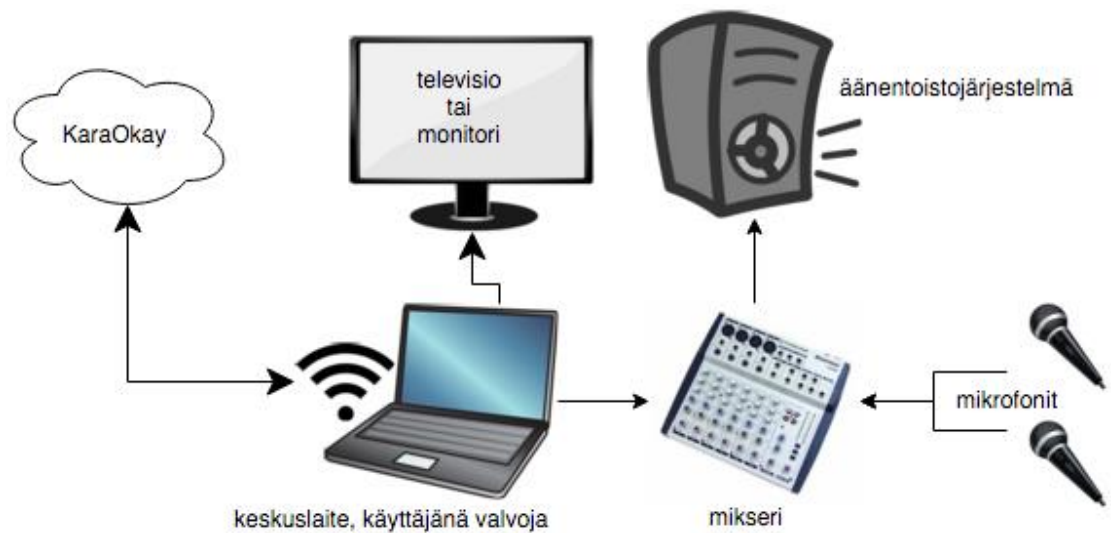 KaraOkay
televisio
tai
monitori
äänentoistojärjestelmä
mikrofonit
keskuslaite, käyttäjänä valvoja
mikseri